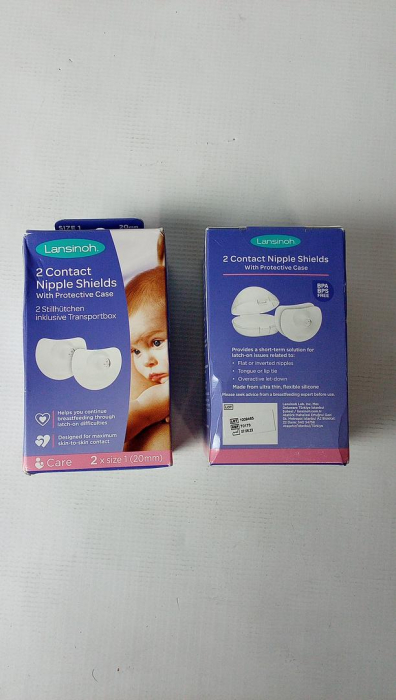 SIZE 1 20mm
Lansinoh
2 Contact
Nipple Shields
With Protective Case
2 Stillhütchen
inklusive Transportbox
Helps you continue
breastfeeding through
latch-on difficulties
Designed for maximum
skin-to-skin contact
Care
2 x size 1 (20mm)
Lansinoh
2 Contact Nipple Shields
With Protective Case
BPA
BPS
FREE
Provides a short-term solution for
latch-on issues related to:
• Flat or inverted nipples
• Tongue or lip tie
• Overactive let-down
Made from ultra thin, flexible silicone
Please seek advice from a breastfeeding expert before use.
LOT
REF